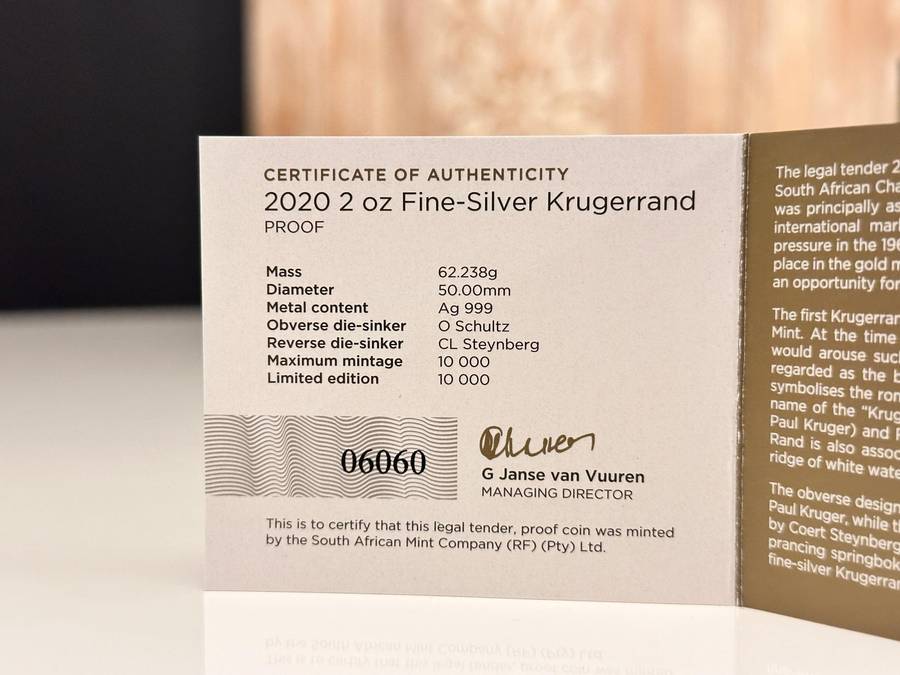 CERTIFICATE OF AUTHENTICITY
2020 2 oz Fine-Silver Krugerrand
PROOF
Mass 62.238g
Diameter 50.00mm
Metal content Ag 999
Obverse die-sinker O Schultz
Reverse die-sinker CL Steynberg
Maximum mintage 10 000
Limited edition 10 000
06060
G Janse van Vuuren
MANAGING DIRECTOR
This is to certify that this legal tender, proof coin was minted
by the South African Mint Company (RF) (Pty) Ltd.
The legal tender 2
South African Cha
was principally as
international mar
pressure in the 196
place in the gold m
an opportunity for
The first Krugerrar
Mint. At the time
would arouse suc
regarded as the b
symbolises the ron
name of the “Krug
Paul Kruger) and R
Rand is also assoc
ridge of white wate
The obverse design
Paul Kruger, while th
by Coert Steynberg
prancing springbok
fine-silver Krugerran